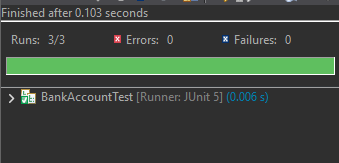 Finished after 0.103 seconds
Runs: 3/3 Errors: 0 Failures: 0
BankAccountTest [Runner: JUnit 5] (0.006 s)